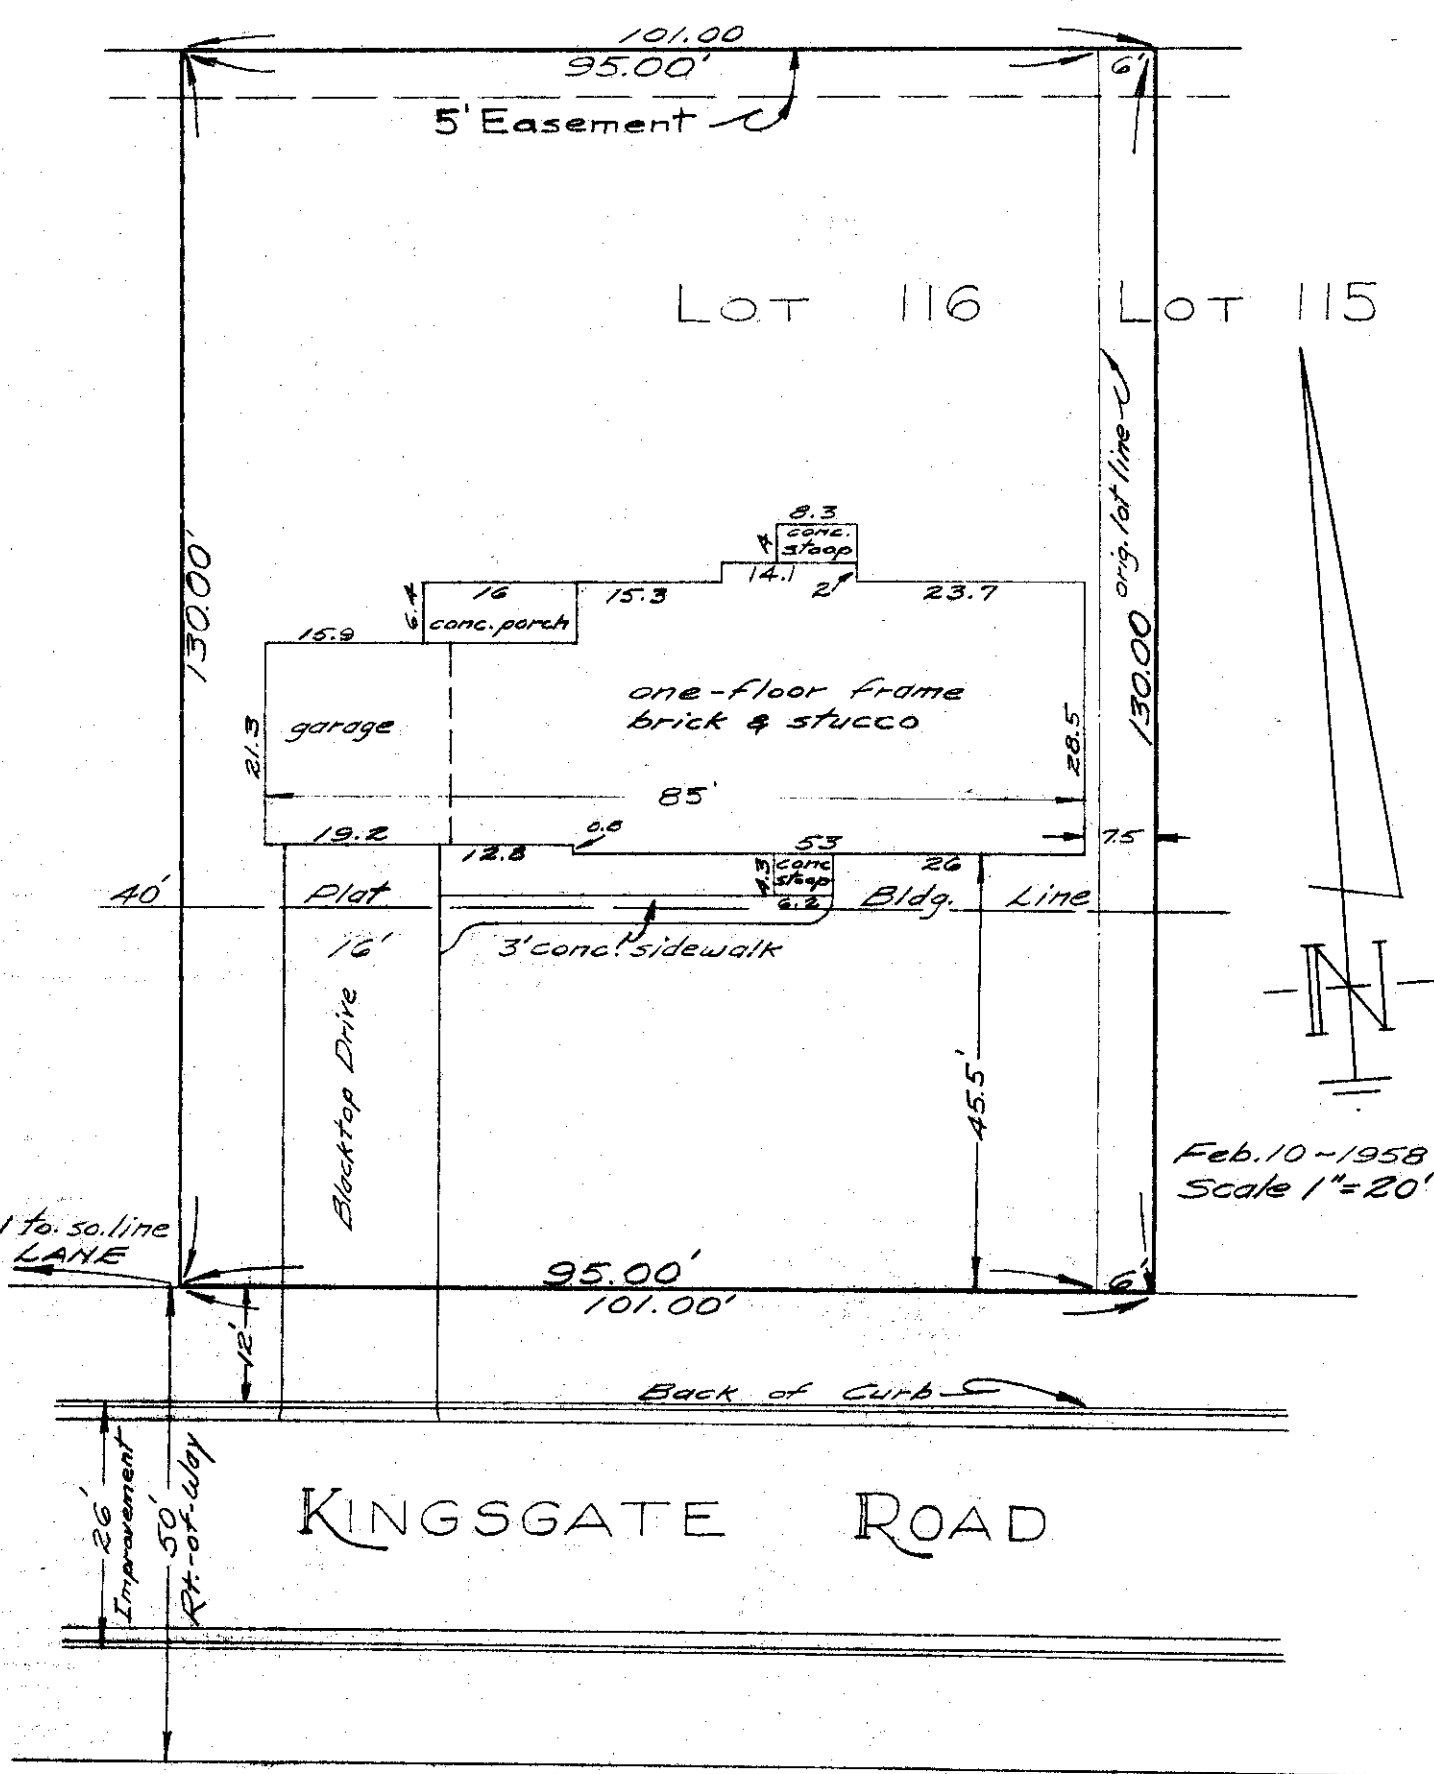 101.00
95.00'
6'
5' Easement
LOT 116
LOT 115
orig. lot line
130.00'
130.00
8.3
4
conc.
stoop
14.1
2
16
6.4
conc. porch
15.3
23.7
15.9
one-floor frame
brick & stucco
garage
21.3
28.5
85'
19.2
12.8
53
7.5
4.3
conc
stoop
6.2
26
40'
Plat Bldg. Line
16'
3' conc. sidewalk
Blacktop Drive
45.5'
N
Feb. 10 ~ 1958
Scale 1" = 20'
to. so. line
LANE
95.00'
6'
101.00'
12'
Back of Curb
26'
Improvement
50'
Rt.-of-Way
KINGSGATE ROAD